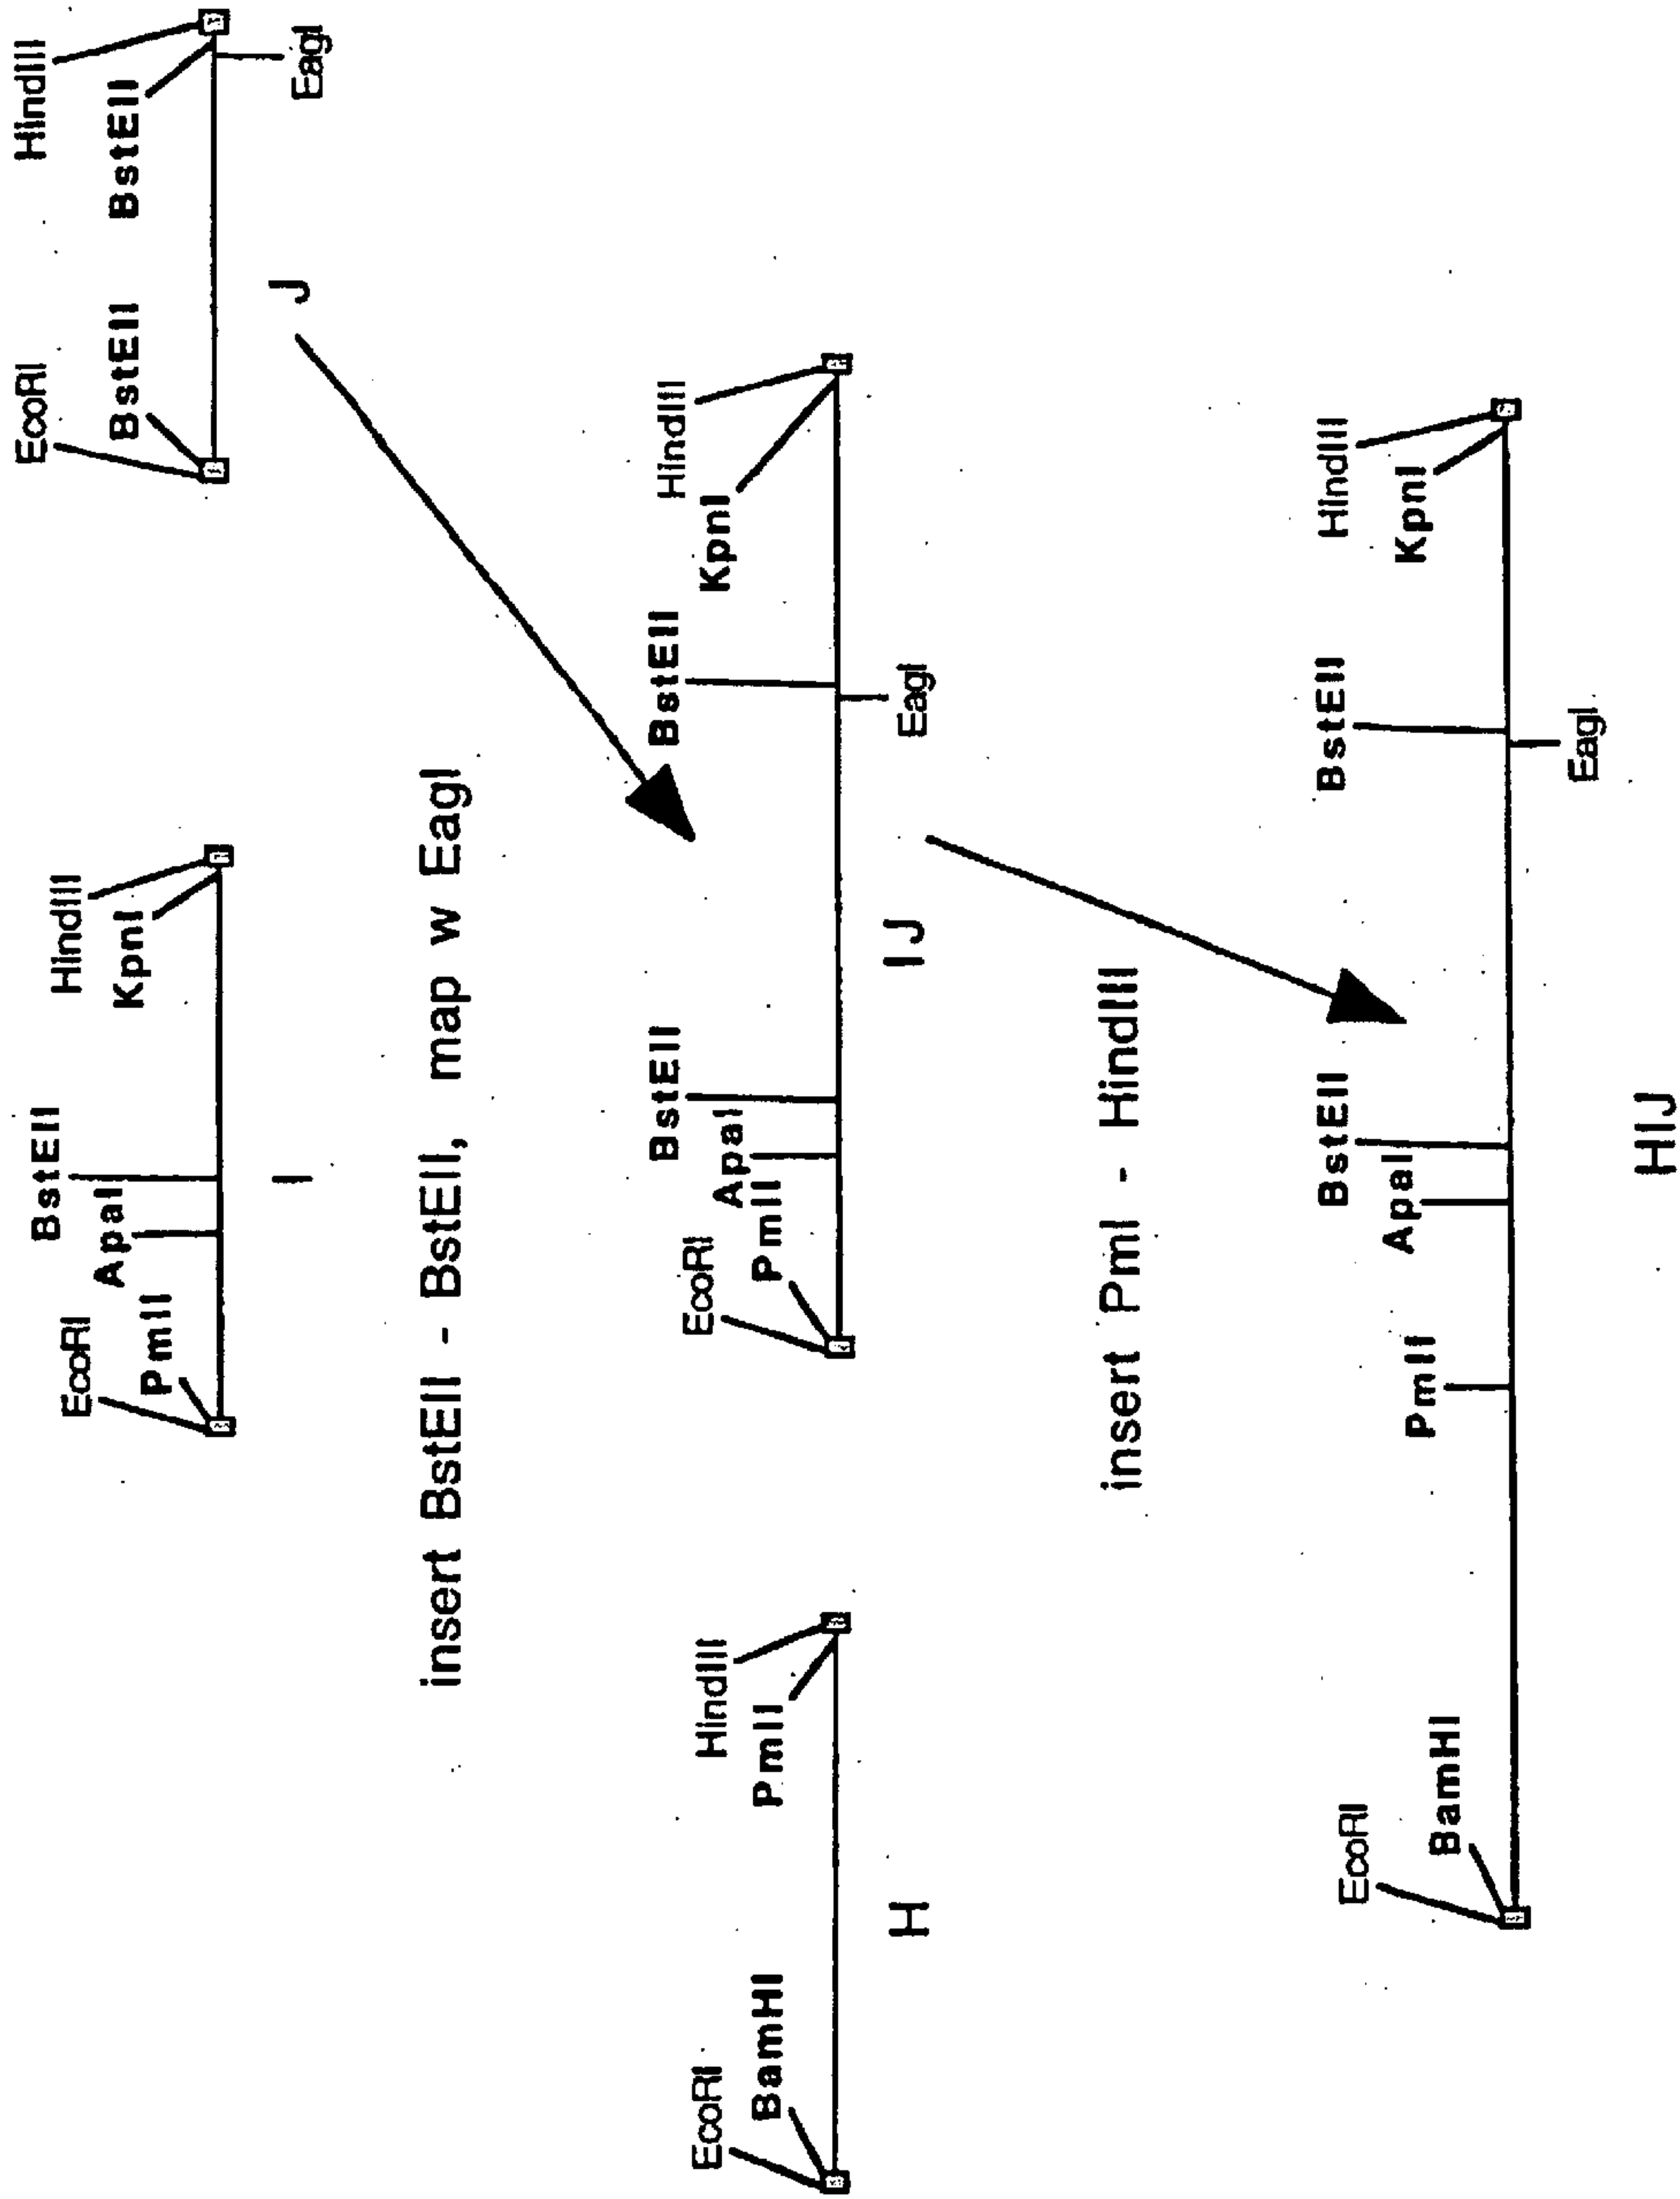 EcoRI
PmlI
ApaI
BstEII
HindIII
KpnI
I
EcoRI
BstEII
BstEII
HindIII
EagI
J
insert BstEII - BstEII, map w EagI
EcoRI
BamHI
HindIII
PmlI
H
EcoRI
PmlI
ApaI
BstEII
BstEII
EagI
HindIII
KpnI
IJ
insert Pml - HindIII
EcoRI
BamHI
PmlI
ApaI
BstEII
BstEII
EagI
HindIII
KpnI
HIJ